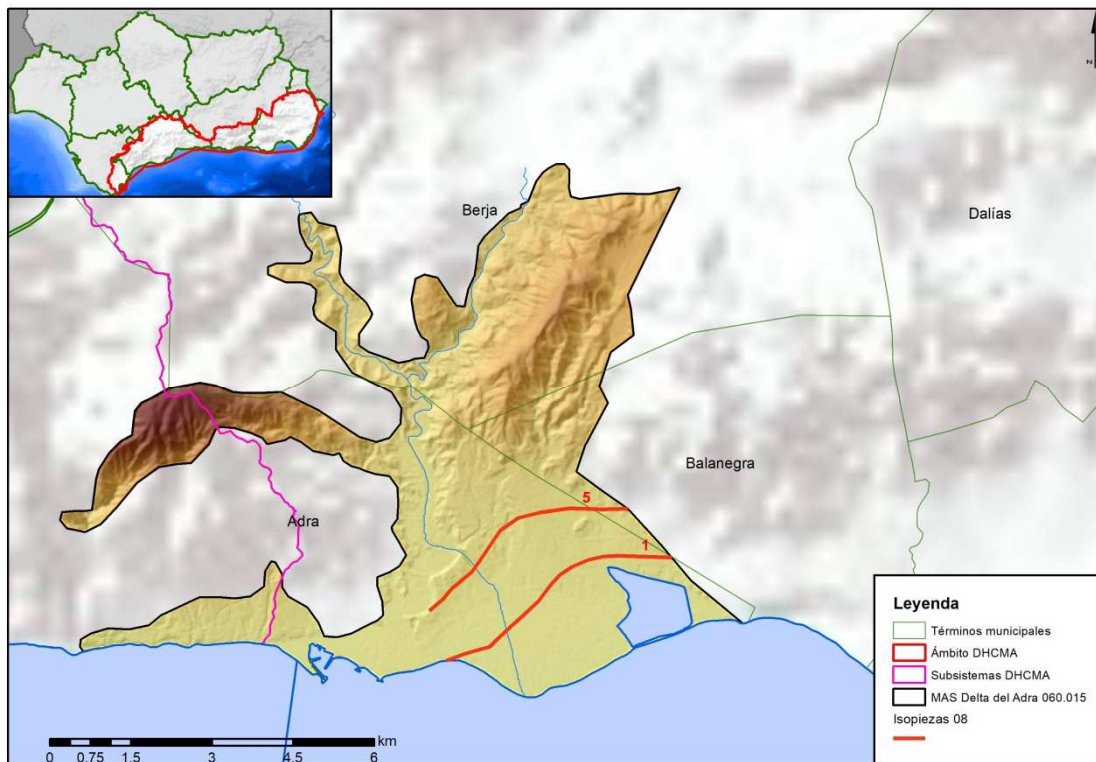 z
Berja
Dalías
Balanegra
Adra
5
1
km
0 0.75 1.5 3 4.5 6
Leyenda
Términos municipales
Ámbito DHCMA
Subsistemas DHCMA
MAS Delta del Adra 060.015
Isopiezas 08